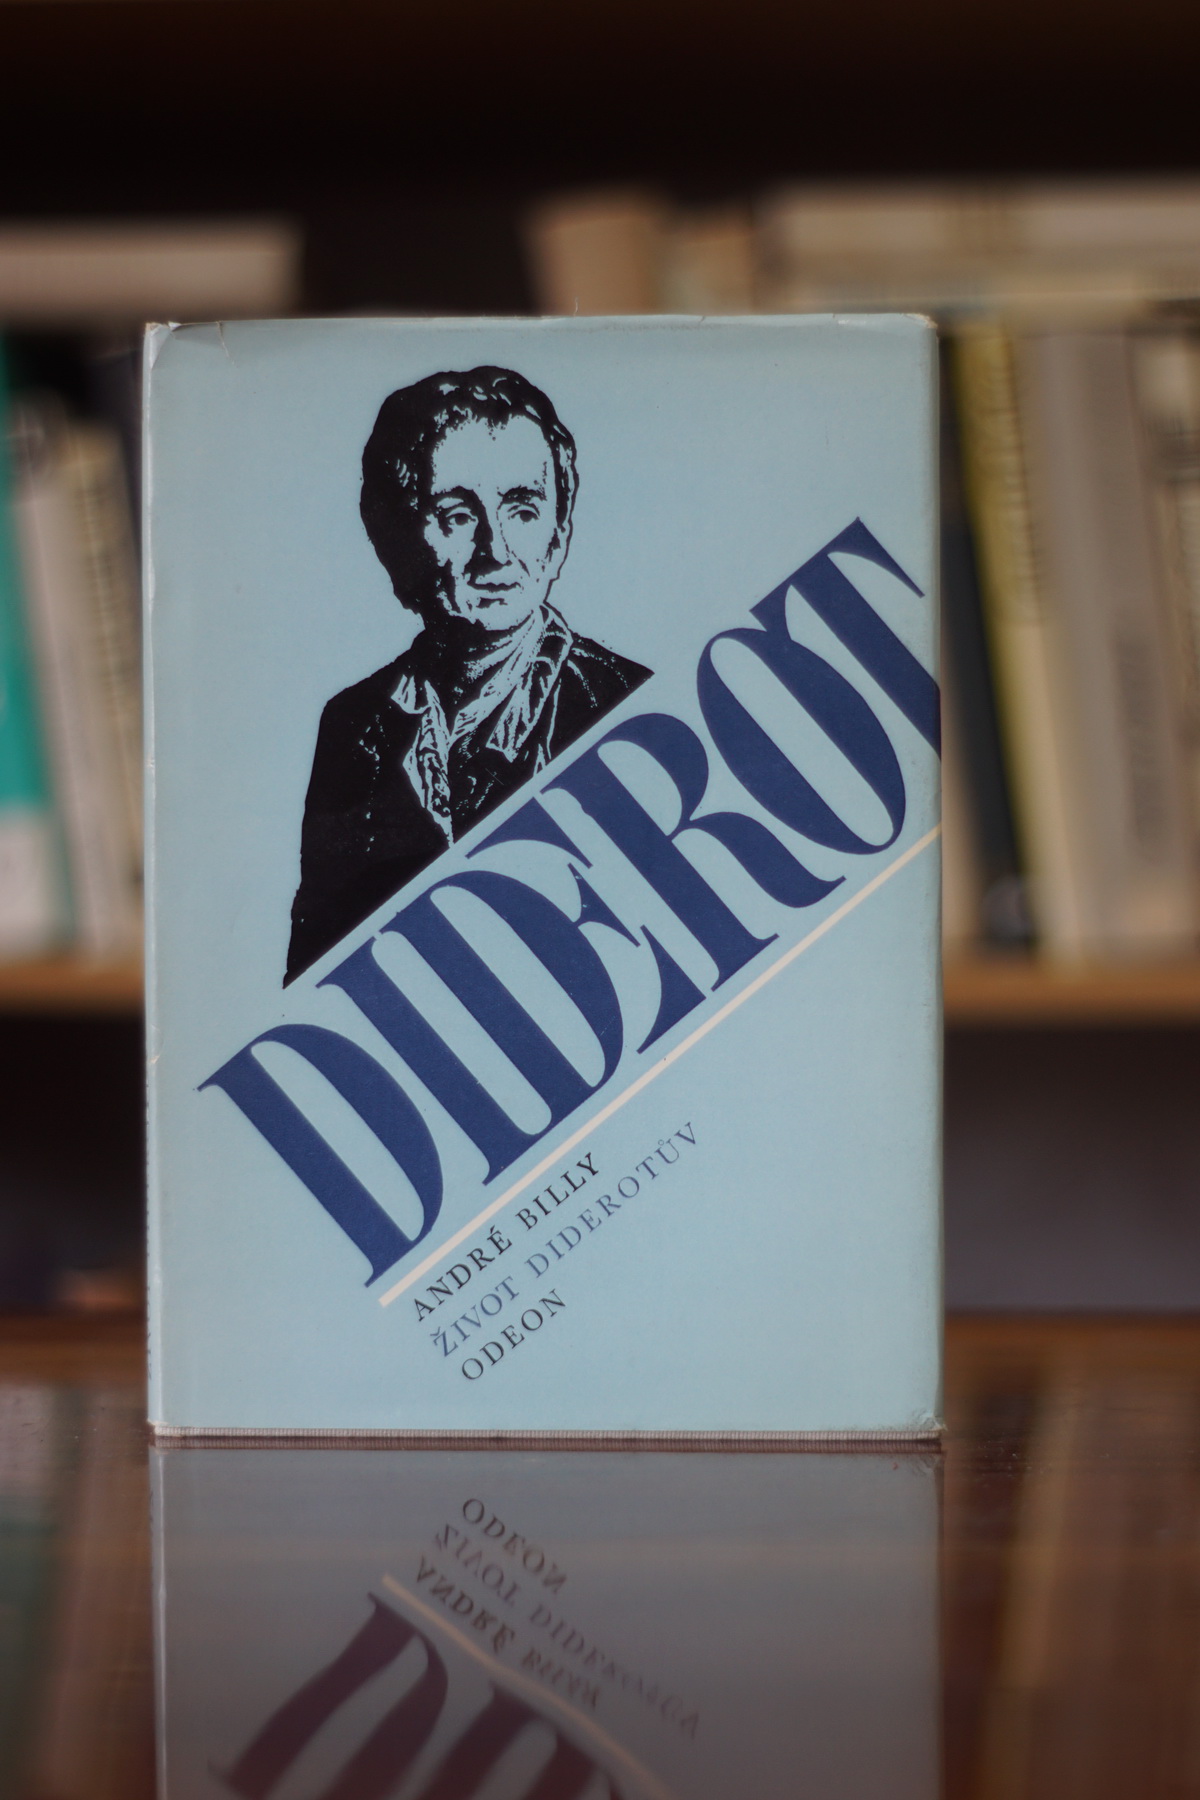 DIDEROT
ANDRÉ BILLY
ŽIVOT DIDEROTŮV
ODEON